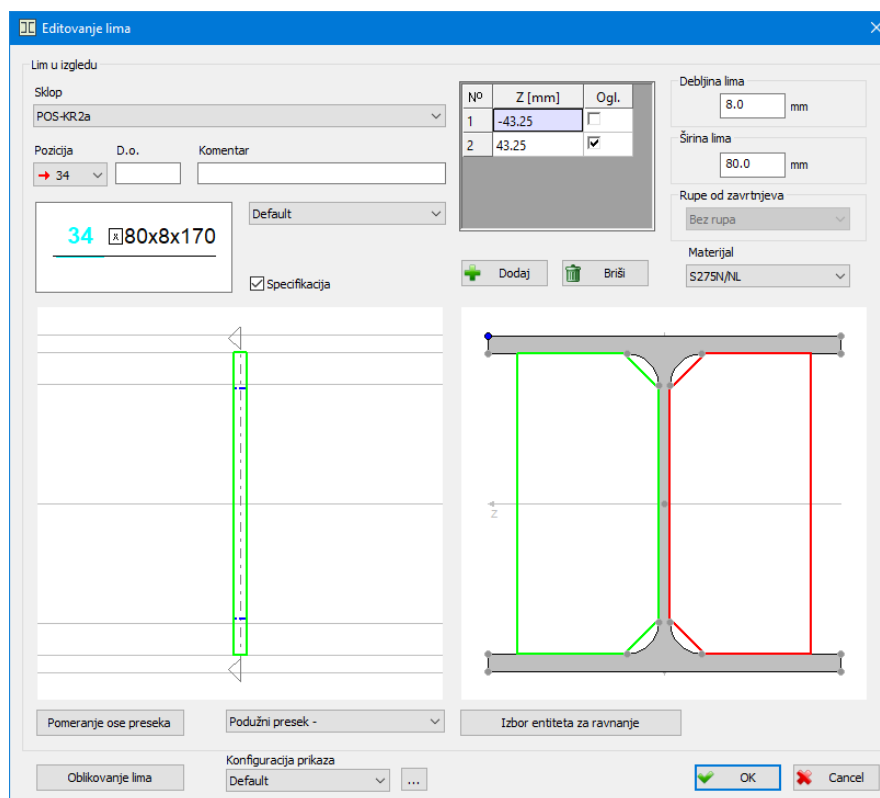 Editovanje lima
Lim u izgledu
Sklop
POS-KR2a
Pozicija D.o. Komentar
34
34 x80x8x170
Default
Specifikacija
Nº Z [mm] Ogl.
1 -43.25
2 43.25
Dodaj Briši
Debljina lima
8.0 mm
Širina lima
80.0 mm
Rupe od zavrtnjeva
Bez rupa
Materijal
S275N/NL
z
Pomeranje ose preseka Podužni presek - Izbor entiteta za ravnanje
Oblikovanje lima
Konfiguracija prikaza
Default ...
OK Cancel